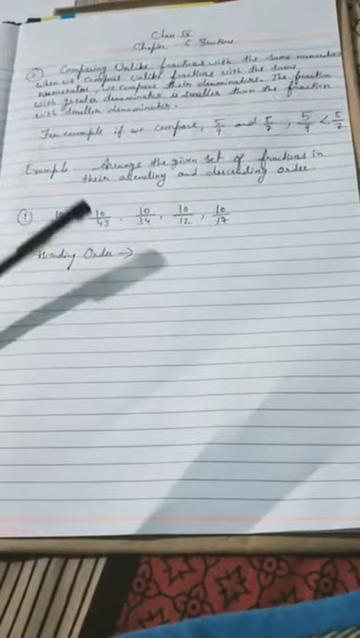 Class-IV
Chapter - 5 Fractions
② Comparing Unlike fractions with the same numerator
when we compare Unlike fractions with the same
numerator, we compare their denominators. The fraction
with greater denominator is smaller than the fraction
with smaller denominator.
For example if we compare, 5/9 and 5/7, 5/9 < 5/7
Example Arrange the given set of fractions in
their ascending and descending order.
① 10/43, 10/34, 10/12, 10/17
Order →